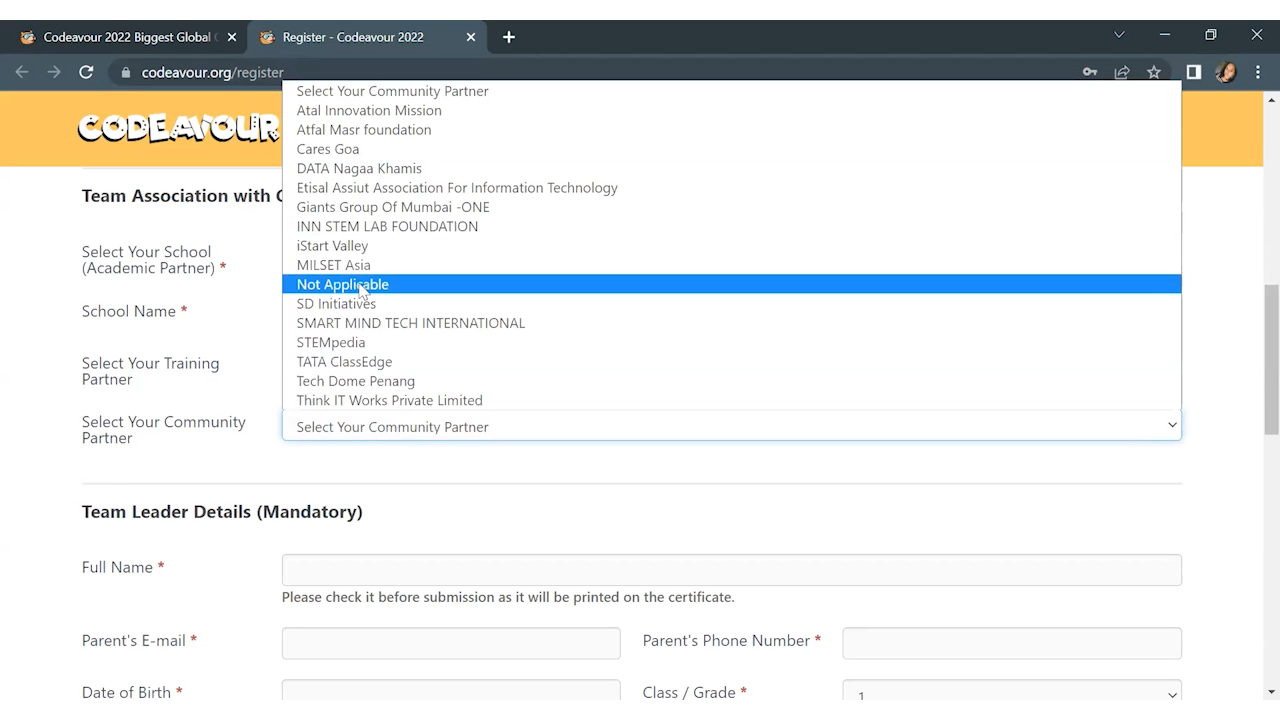 Codeavour 2022 Biggest Global
Register - Codeavour 2022
codeavour.org/register
CODEAVOUR
Select Your Community Partner
Atal Innovation Mission
Atfal Masr foundation
Cares Goa
DATA Nagaa Khamis
Etisal Assiut Association For Information Technology
Giants Group Of Mumbai -ONE
INN STEM LAB FOUNDATION
iStart Valley
MILSET Asia
Not Applicable
SD Initiatives
SMART MIND TECH INTERNATIONAL
STEMpedia
TATA ClassEdge
Tech Dome Penang
Think IT Works Private Limited
Team Association with
Select Your School
(Academic Partner) *
School Name *
Select Your Training
Partner
Select Your Community
Partner
Select Your Community Partner
Team Leader Details (Mandatory)
Full Name *
Please check it before submission as it will be printed on the certificate.
Parent's E-mail *
Parent's Phone Number *
Date of Birth *
Class / Grade *
1